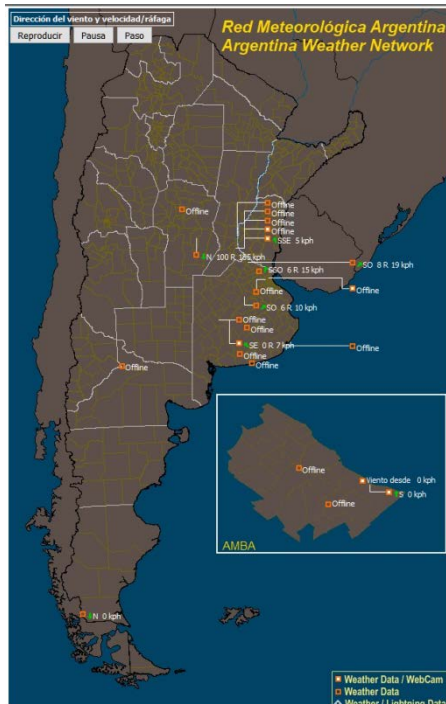 Dirección del viento y velocidad/ráfaga
Reproducir Pausa Paso
Red Meteorológica Argentina
Argentina Weather Network
Offline
Offline
Offline
Offline
Offline
SSE 5 kph
N 100 R
kph
SO 8 R 19 kph
6 R 15 kph
Offline
Offline
SO 6 R 10 kph
Offline
Offline
SE 0 R 7 kph
Offline
Offline
Offline
Offline
Offline
Viento desde 0 kph
S 0 kph
Offline
AMBA
N 0 kph
Weather Data / WebCam
Weather Data
Weather / Lightning Data